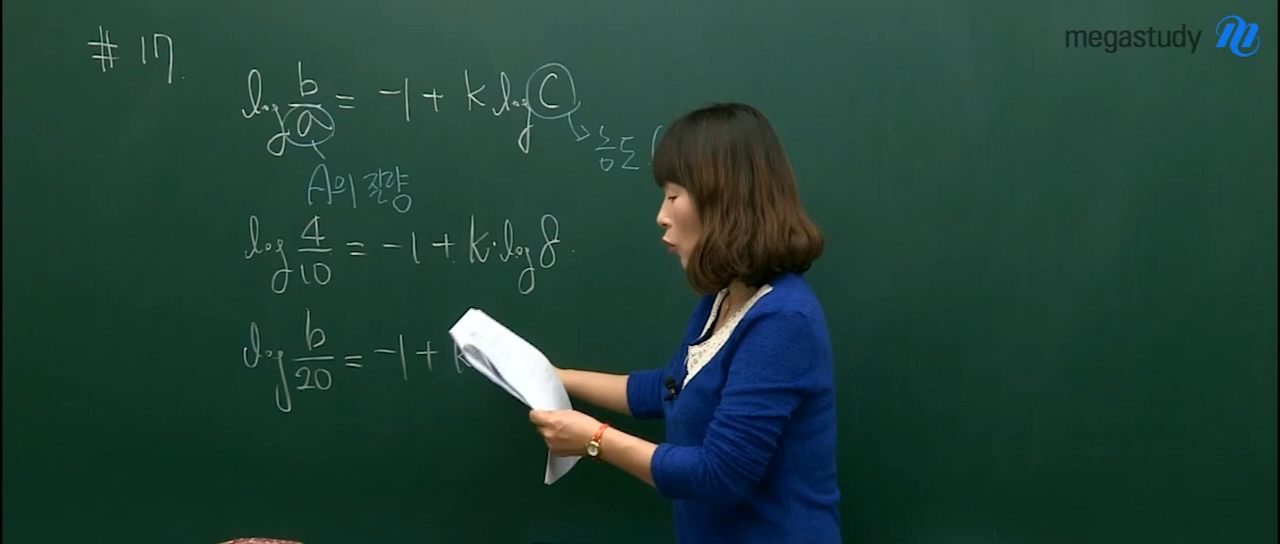 megastudy
# 17.
log b/a = -1 + k log c
농도 (
A의 질량
log 4/10 = -1 + k·log 8.
log b/20 = -1 + k